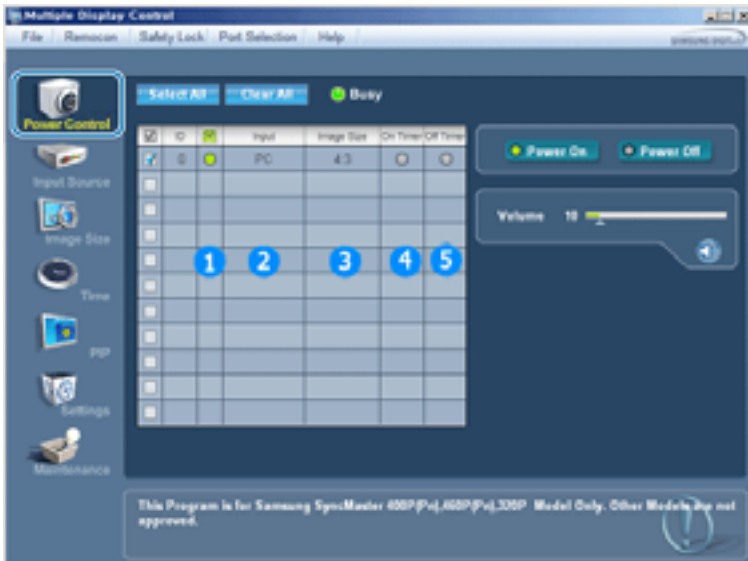 Multiple Display Control
File Remocon Safety Lock Port Selection Help
Select All Clear All Busy
Power Control
ID Input Image Size On Timer Off Timer
0 PC 4:3
Power On Power Off
Input Source
Volume 10
Image Size
1 2 3 4 5
Time
PIP
Settings
Maintenance
This Program is for Samsung SyncMaster 400P(Pn),460P(Pn),320P Model Only. Other Models are not
approved.